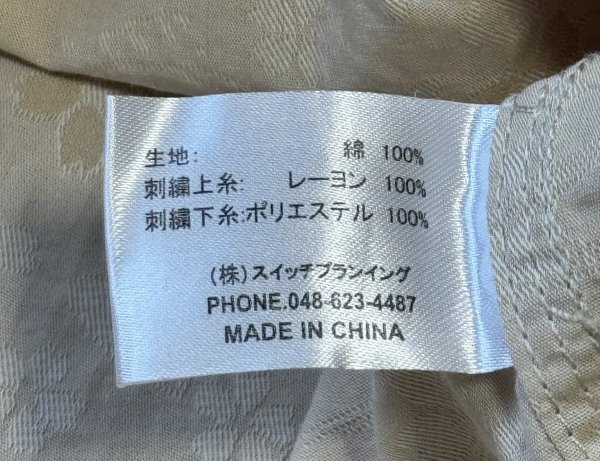 生地: 綿 100%
刺繍上糸: レーヨン 100%
刺繍下糸:ポリエステル 100%
(株)スイッチプランイング
PHONE.048-623-4487
MADE IN CHINA